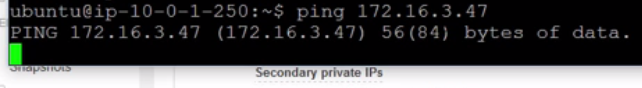 ubuntu@ip-10-0-1-250:~$ ping 172.16.3.47
PING 172.16.3.47 (172.16.3.47) 56(84) bytes of data.
Snapshots
Secondary private IPs